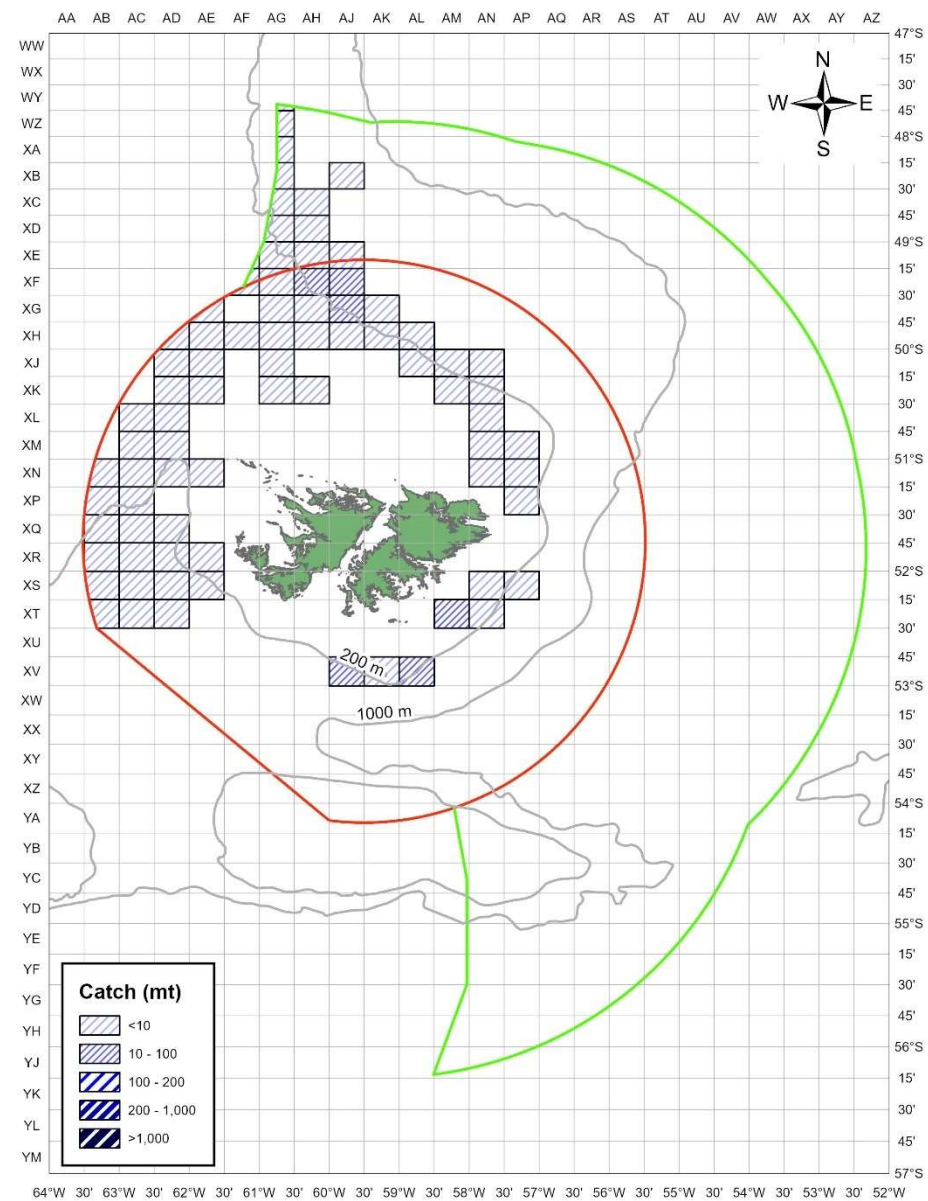 AA AB AC AD AE AF AG AH AJ AK AL AM AN AP AQ AR AS AT AU AV AW AX AY AZ
47°S
WW
15'
WX
30'
WY
45'
WZ
48°S
XA
15'
XB
30'
XC
45'
XD
49°S
XE
15'
XF
30'
XG
45'
XH
50°S
XJ
15'
XK
30'
XL
45'
XM
51°S
XN
15'
XP
30'
XQ
45'
XR
52°S
XS
15'
XT
30'
XU
45'
XV
53°S
XW
15'
XX
30'
XY
45'
XZ
54°S
YA
15'
YB
30'
YC
45'
YD
55°S
YE
15'
YF
30'
YG
45'
YH
56°S
YJ
15'
YK
30'
YL
45'
YM
57°S
N
W E
S
200 m
1000 m
Catch (mt)
<10
10 - 100
100 - 200
200 - 1,000
>1,000
64°W 30' 63°W 30' 62°W 30' 61°W 30' 60°W 30' 59°W 30' 58°W 30' 57°W 30' 56°W 30' 55°W 30' 54°W 30' 53°W 30' 52°W